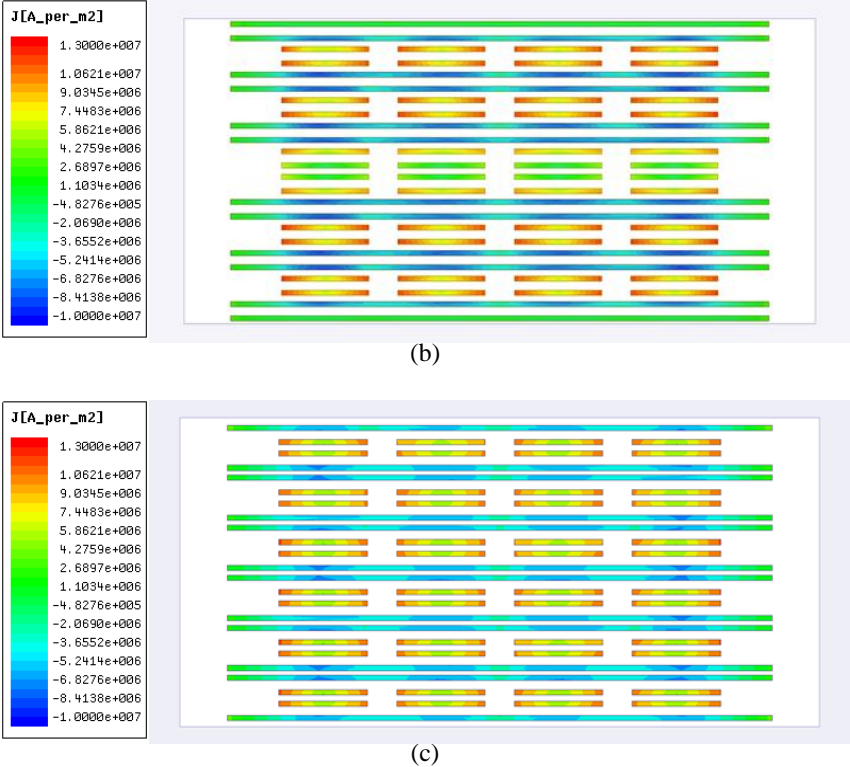 J[A_per_m2]
1.3000e+007
1.0621e+007
9.0345e+006
7.4483e+006
5.8621e+006
4.2759e+006
2.6897e+006
1.1034e+006
-4.8276e+005
-2.0690e+006
-3.6552e+006
-5.2414e+006
-6.8276e+006
-8.4138e+006
-1.0000e+007
(b)
J[A_per_m2]
1.3000e+007
1.0621e+007
9.0345e+006
7.4483e+006
5.8621e+006
4.2759e+006
2.6897e+006
1.1034e+006
-4.8276e+005
-2.0690e+006
-3.6552e+006
-5.2414e+006
-6.8276e+006
-8.4138e+006
-1.0000e+007
(c)